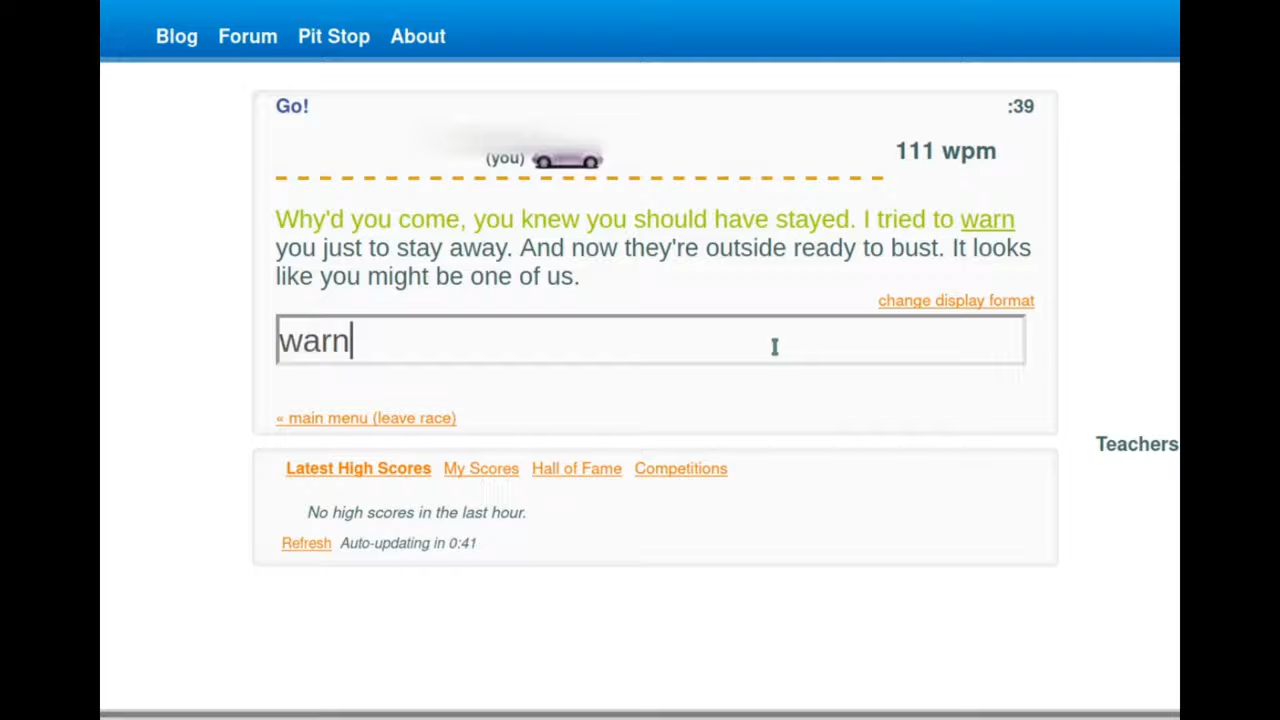 Blog Forum Pit Stop About
Go! :39
(you) 111 wpm
Why'd you come, you knew you should have stayed. I tried to warn
you just to stay away. And now they're outside ready to bust. It looks
like you might be one of us.
change display format
warn
« main menu (leave race)
Teachers
Latest High Scores My Scores Hall of Fame Competitions
No high scores in the last hour.
Refresh Auto-updating in 0:41